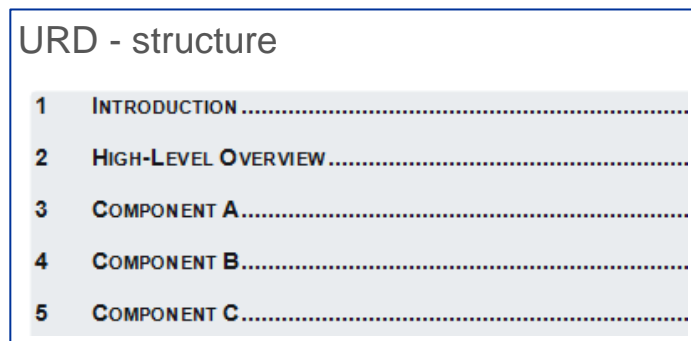 URD - structure
1 INTRODUCTION ....................................................................
2 HIGH-LEVEL OVERVIEW.......................................................
3 COMPONENT A....................................................................
4 COMPONENT B....................................................................
5 COMPONENT C....................................................................